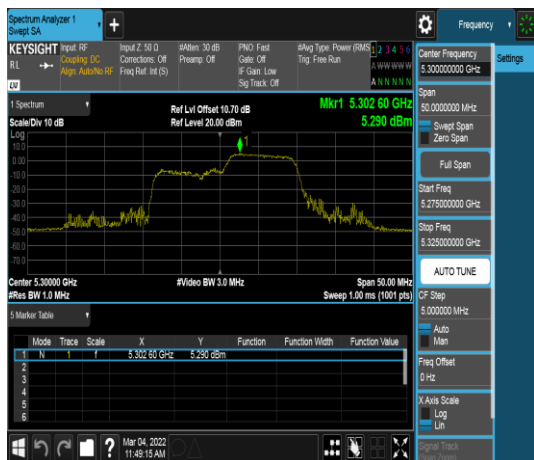 Spectrum Analyzer 1
Swept SA
+
Frequency
KEYSIGHT
RL
Input: RF
Coupling: DC
Align: Auto/No RF
Input Z: 50 Ω
Corrections: Off
Freq Ref: Int (S)
#Atten: 30 dB
Preamp: Off
PNO: Fast
Gate: Off
IF Gain: Low
Sig Track: Off
#Avg Type: Power (RMS
Trig: Free Run
1 2 3 4 5 6
A W W W W W
A N N N N N
1 Spectrum
Scale/Div 10 dB
Ref Lvl Offset 10.70 dB
Ref Level 20.00 dBm
Mkr1 5.302 60 GHz
5.290 dBm
Log
10.0
0.00
-10.0
-20.0
-30.0
-40.0
-50.0
-60.0
-70.0
1
Center 5.30000 GHz
#Res BW 1.0 MHz
#Video BW 3.0 MHz
Span 50.00 MHz
Sweep 1.00 ms (1001 pts)
5 Marker Table
Mode Trace Scale X Y Function Function Width Function Value
1 N 1 f 5.302 60 GHz 5.290 dBm
2
3
4
5
6
Mar 04, 2022
11:49:15 AM
Center Frequency
5.300000000 GHz
Settings
Span
50.0000000 MHz
Swept Span
Zero Span
Full Span
Start Freq
5.275000000 GHz
Stop Freq
5.325000000 GHz
AUTO TUNE
CF Step
5.000000 MHz
Auto
Man
Freq Offset
0 Hz
X Axis Scale
Log
Lin
Signal Track
(Span Zoom)